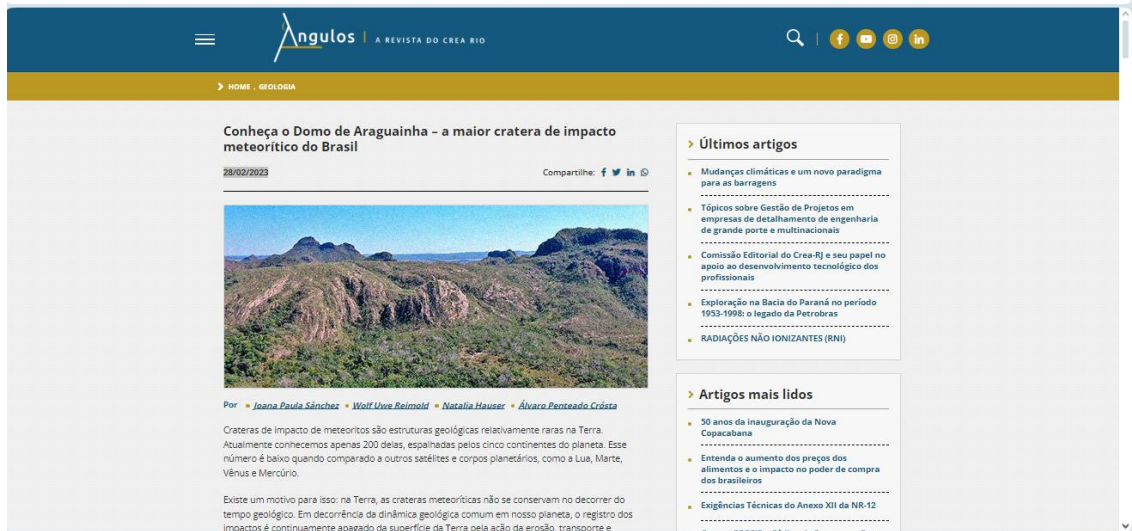 Ângulos | A REVISTA DO CREA RIO
HOME . GEOLOGIA
Conheça o Domo de Araguainha – a maior cratera de impacto
meteorítico do Brasil
28/02/2023
Compartilhe:
Por • Joana Paula Sánchez • Wolf Uwe Reimold • Natalia Hauser • Álvaro Penteado Crósta
Crateras de impacto de meteoritos são estruturas geológicas relativamente raras na Terra.
Atualmente conhecemos apenas 200 delas, espalhadas pelos cinco continentes do planeta. Esse
número é baixo quando comparado a outros satélites e corpos planetários, como a Lua, Marte,
Vênus e Mercúrio.
Existe um motivo para isso: na Terra, as crateras meteoríticas não se conservam no decorrer do
tempo geológico. Em decorrência da dinâmica geológica comum em nosso planeta, o registro dos
impactos é continuamente apagado da superfície da Terra pela ação da erosão, transporte e
Últimos artigos
Mudanças climáticas e um novo paradigma
para as barragens
Tópicos sobre Gestão de Projetos em
empresas de detalhamento de engenharia
de grande porte e multinacionais
Comissão Editorial do Crea-RJ e seu papel no
apoio ao desenvolvimento tecnológico dos
profissionais
Exploração na Bacia do Paraná no período
1953-1998: o legado da Petrobras
RADIAÇÕES NÃO IONIZANTES (RNI)
Artigos mais lidos
50 anos da inauguração da Nova
Copacabana
Entenda o aumento dos preços dos
alimentos e o impacto no poder de compra
dos brasileiros
Exigências Técnicas do Anexo XII da NR-12